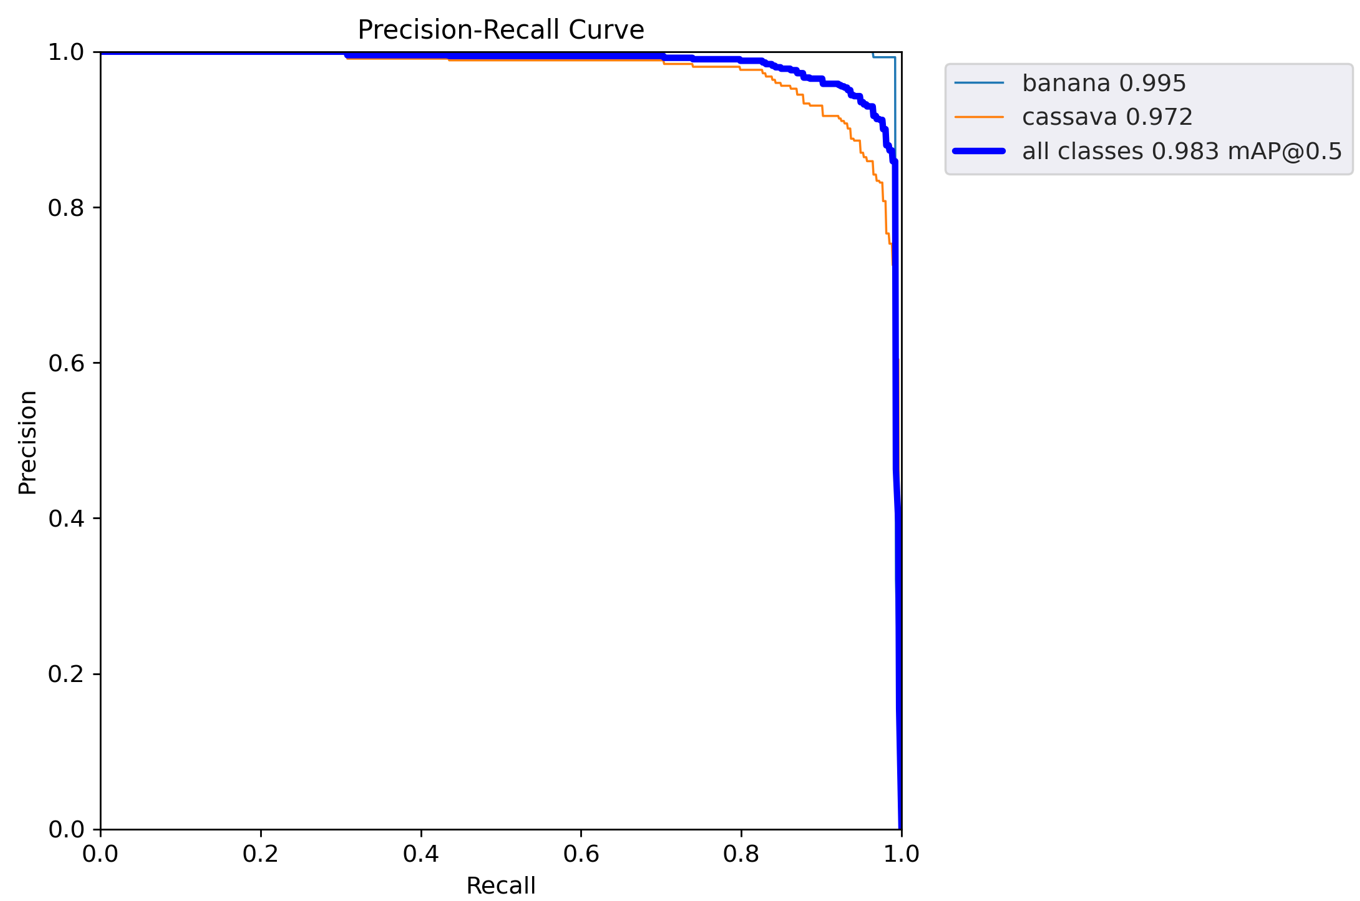 Precision-Recall Curve
banana 0.995
cassava 0.972
all classes 0.983 mAP@0.5
1.0
0.8
0.6
0.4
0.2
0.0
Precision
0.0 0.2 0.4 0.6 0.8 1.0
Recall